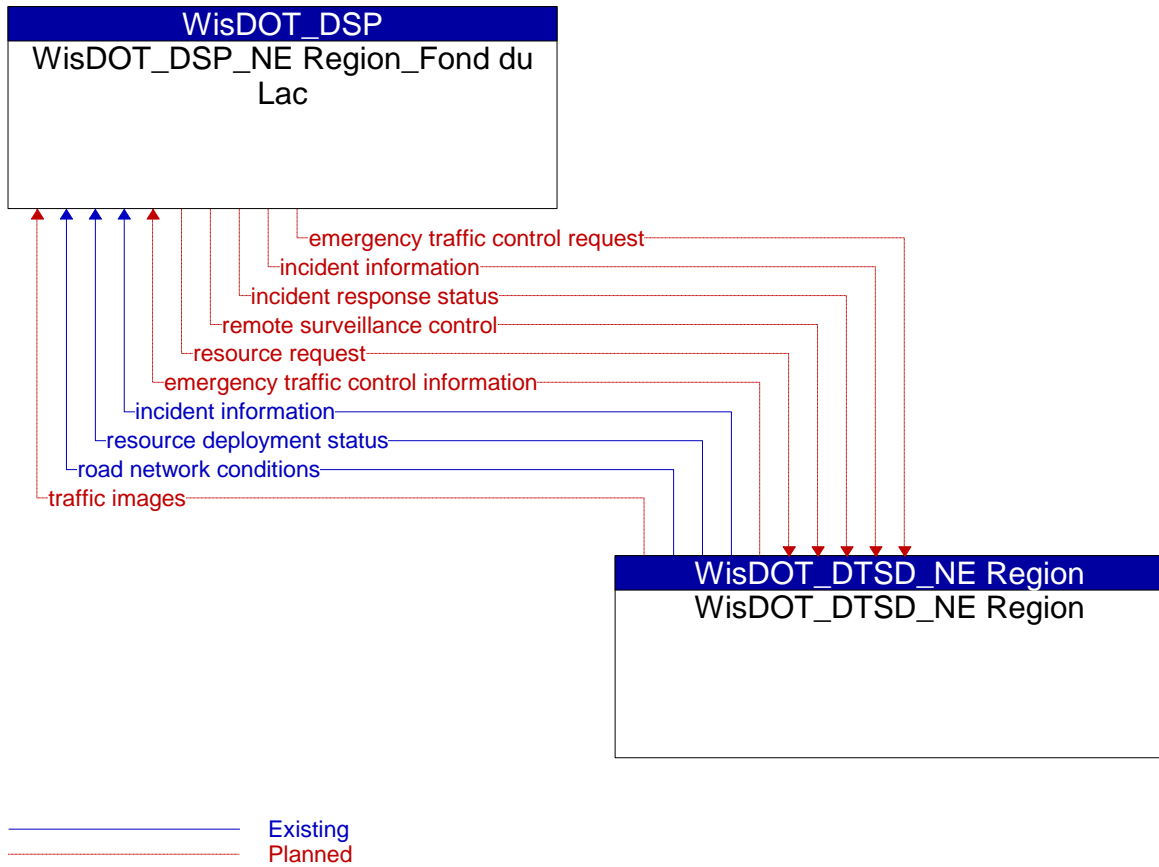 WisDOT_DSP
WisDOT_DSP_NE Region_Fond du
Lac
emergency traffic control request
incident information
incident response status
remote surveillance control
resource request
emergency traffic control information
incident information
resource deployment status
road network conditions
traffic images
WisDOT_DTSD_NE Region
WisDOT_DTSD_NE Region
Existing
Planned